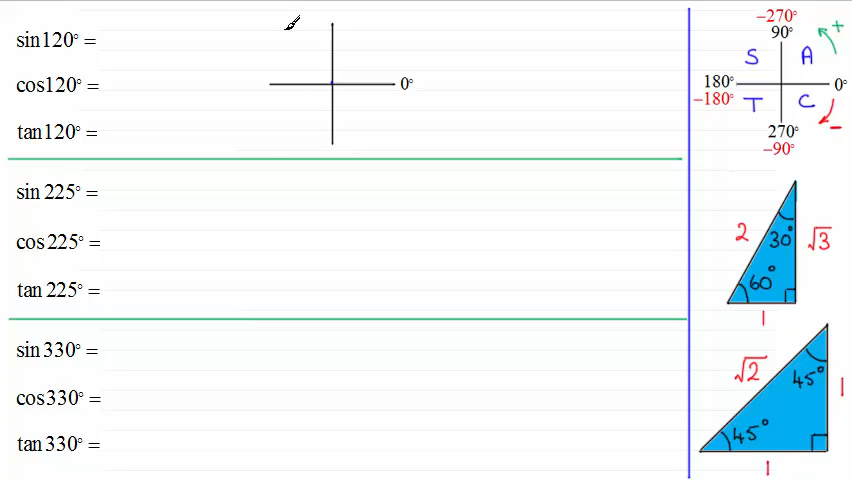 sin120° =
cos120° =
tan120° =
0°
sin 225° =
cos 225° =
tan 225° =
sin 330° =
cos330° =
tan 330° =
−270°
90°
+
S A
180° 0°
−180°
T C
−
270°
−90°
2 30° √3
60°
1
√2 45° 1
45°
1